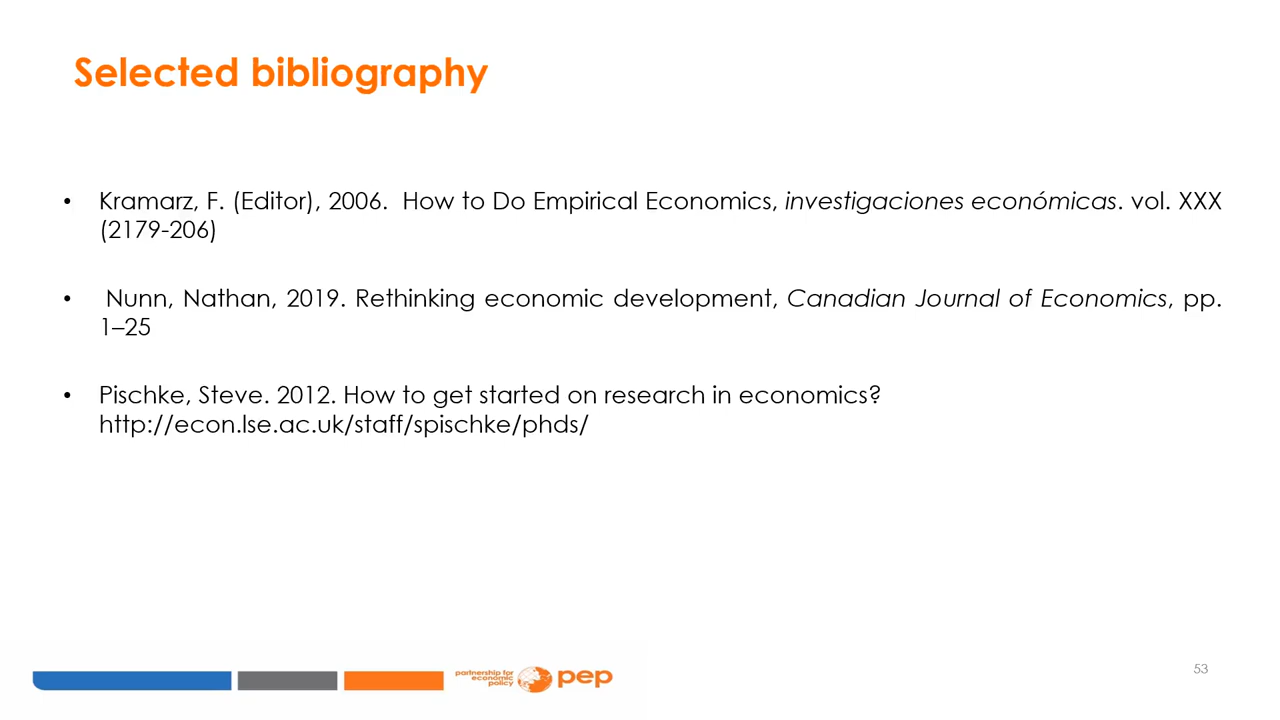 Selected bibliography
• Kramarz, F. (Editor), 2006.  How to Do Empirical Economics, investigaciones económicas. vol. XXX
(2179-206)
• Nunn, Nathan, 2019. Rethinking economic development, Canadian Journal of Economics, pp.
1–25
• Pischke, Steve. 2012. How to get started on research in economics?
http://econ.lse.ac.uk/staff/spischke/phds/
partnership for
economic
policy
pep
53